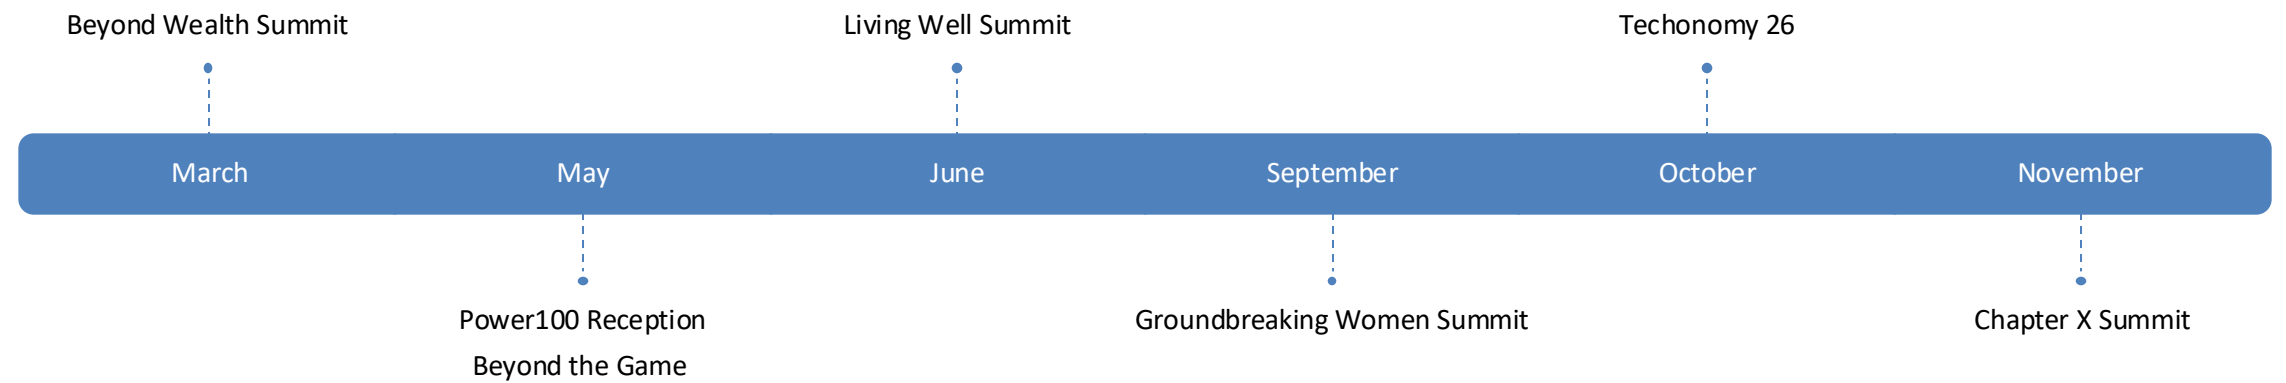 Beyond Wealth Summit
Living Well Summit
Techonomy 26
March
May
June
September
October
November
Power100 Reception
Beyond the Game
Groundbreaking Women Summit
Chapter X Summit